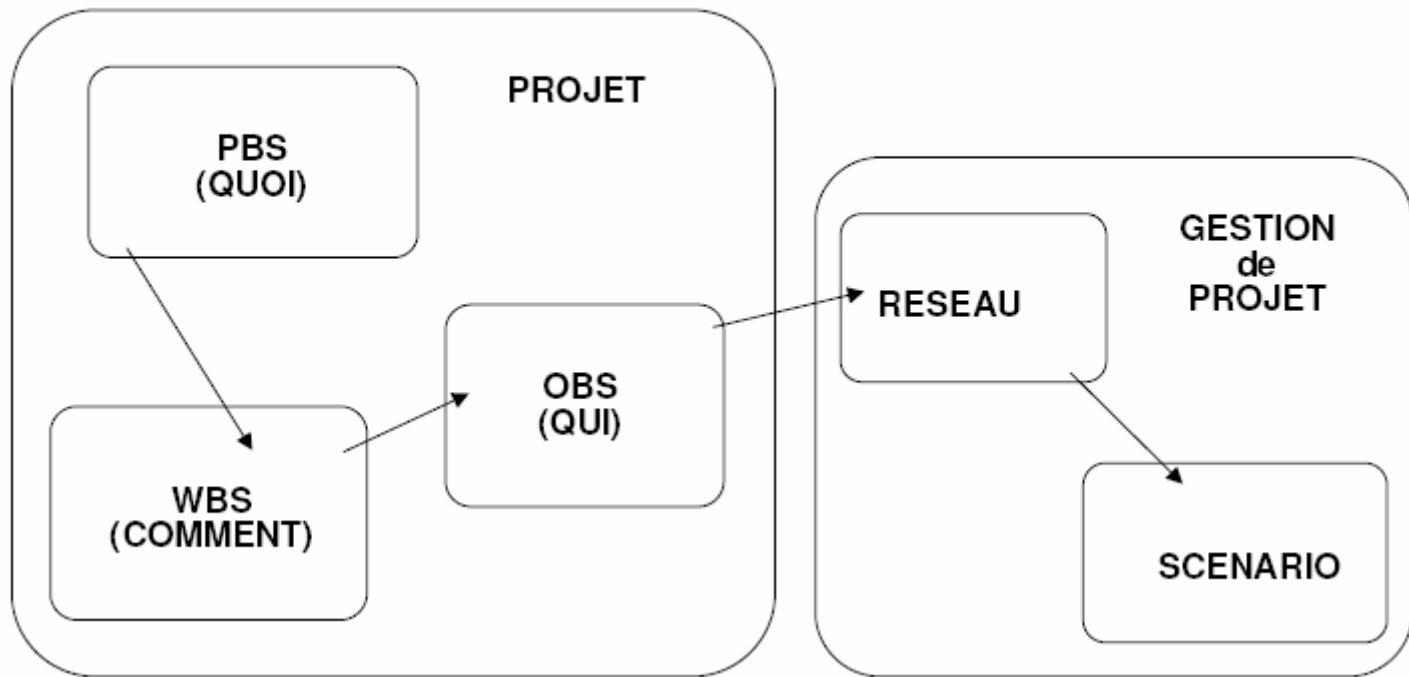 PROJET
PBS
(QUOI)
WBS
(COMMENT)
OBS
(QUI)
GESTION
de
PROJET
RESEAU
SCENARIO